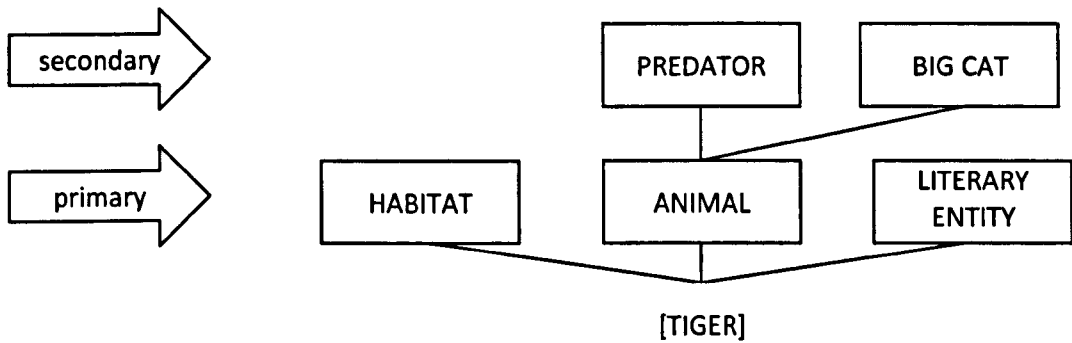 secondary
PREDATOR
BIG CAT
primary
HABITAT
ANIMAL
LITERARY
ENTITY
[TIGER]